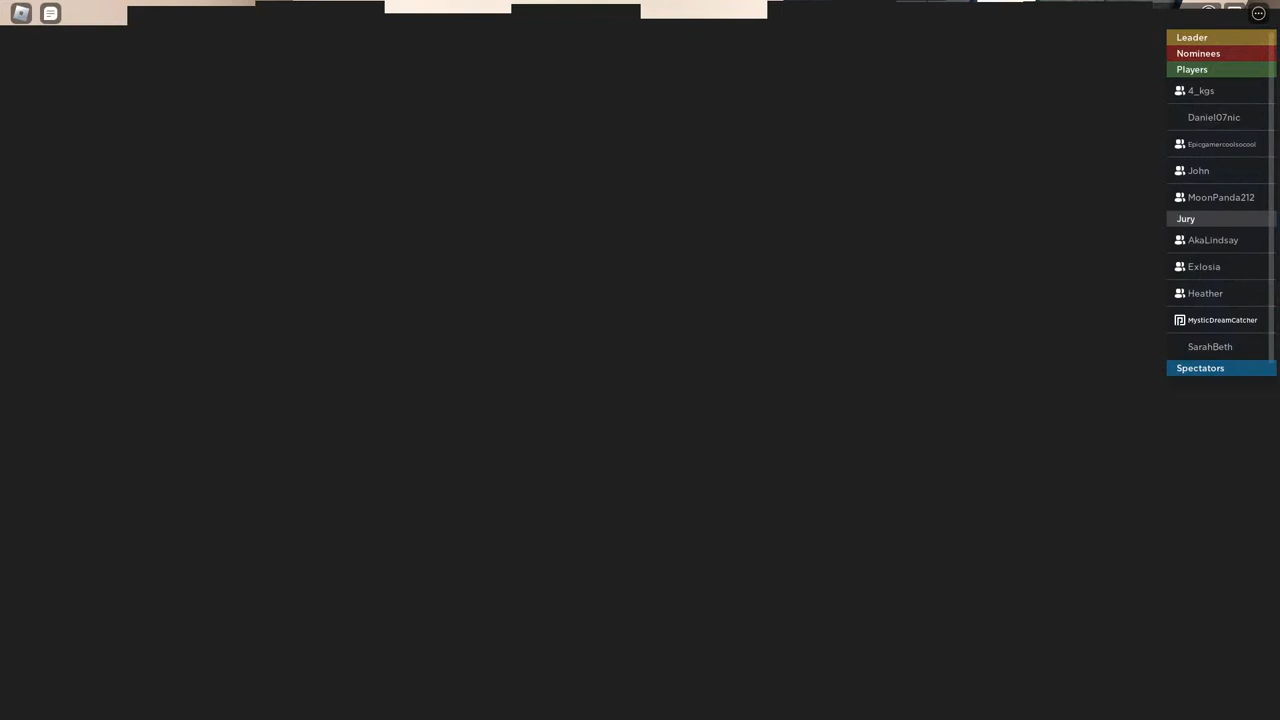 Leader
Nominees
Players
4_kgs
Daniel07nic
Epicgamercoolsocool
John
MoonPanda212
Jury
AkaLindsay
Exlosia
Heather
MysticDreamCatcher
SarahBeth
Spectators